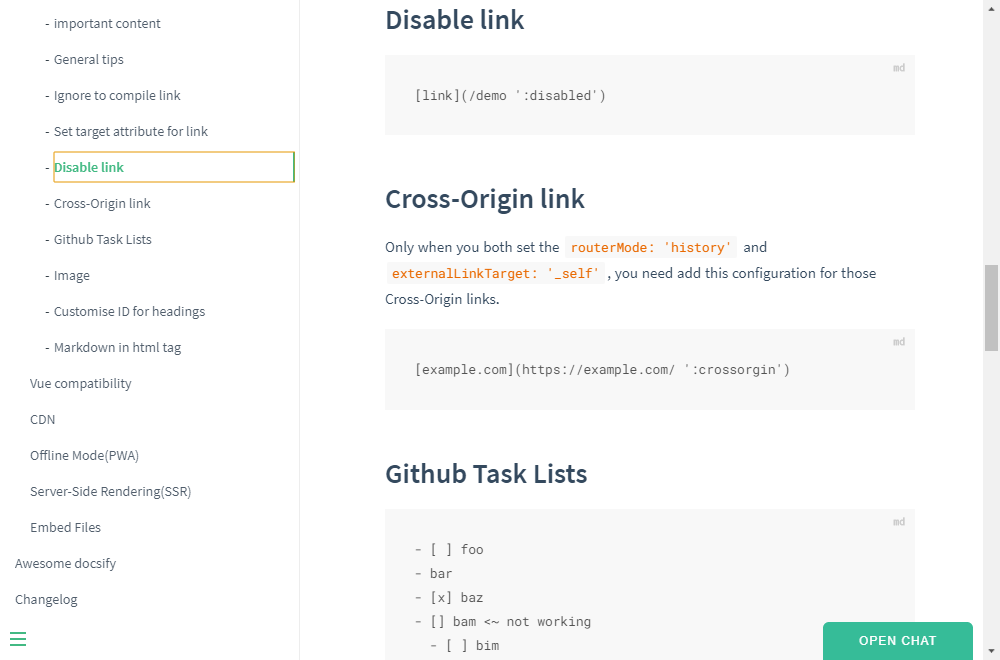 - important content
- General tips
- Ignore to compile link
- Set target attribute for link
- Disable link
- Cross-Origin link
- Github Task Lists
- Image
- Customise ID for headings
- Markdown in html tag
Vue compatibility
CDN
Offline Mode(PWA)
Server-Side Rendering(SSR)
Embed Files
Awesome docsify
Changelog
Disable link
md
[link](/demo ':disabled')
Cross-Origin link
Only when you both set the routerMode: 'history' and
externalLinkTarget: '_self' , you need add this configuration for those
Cross-Origin links.
md
[example.com](https://example.com/ ':crossorgin')
Github Task Lists
md
- [ ] foo
- bar
- [x] baz
- [] bam <~ not working
  - [ ] bim
OPEN CHAT